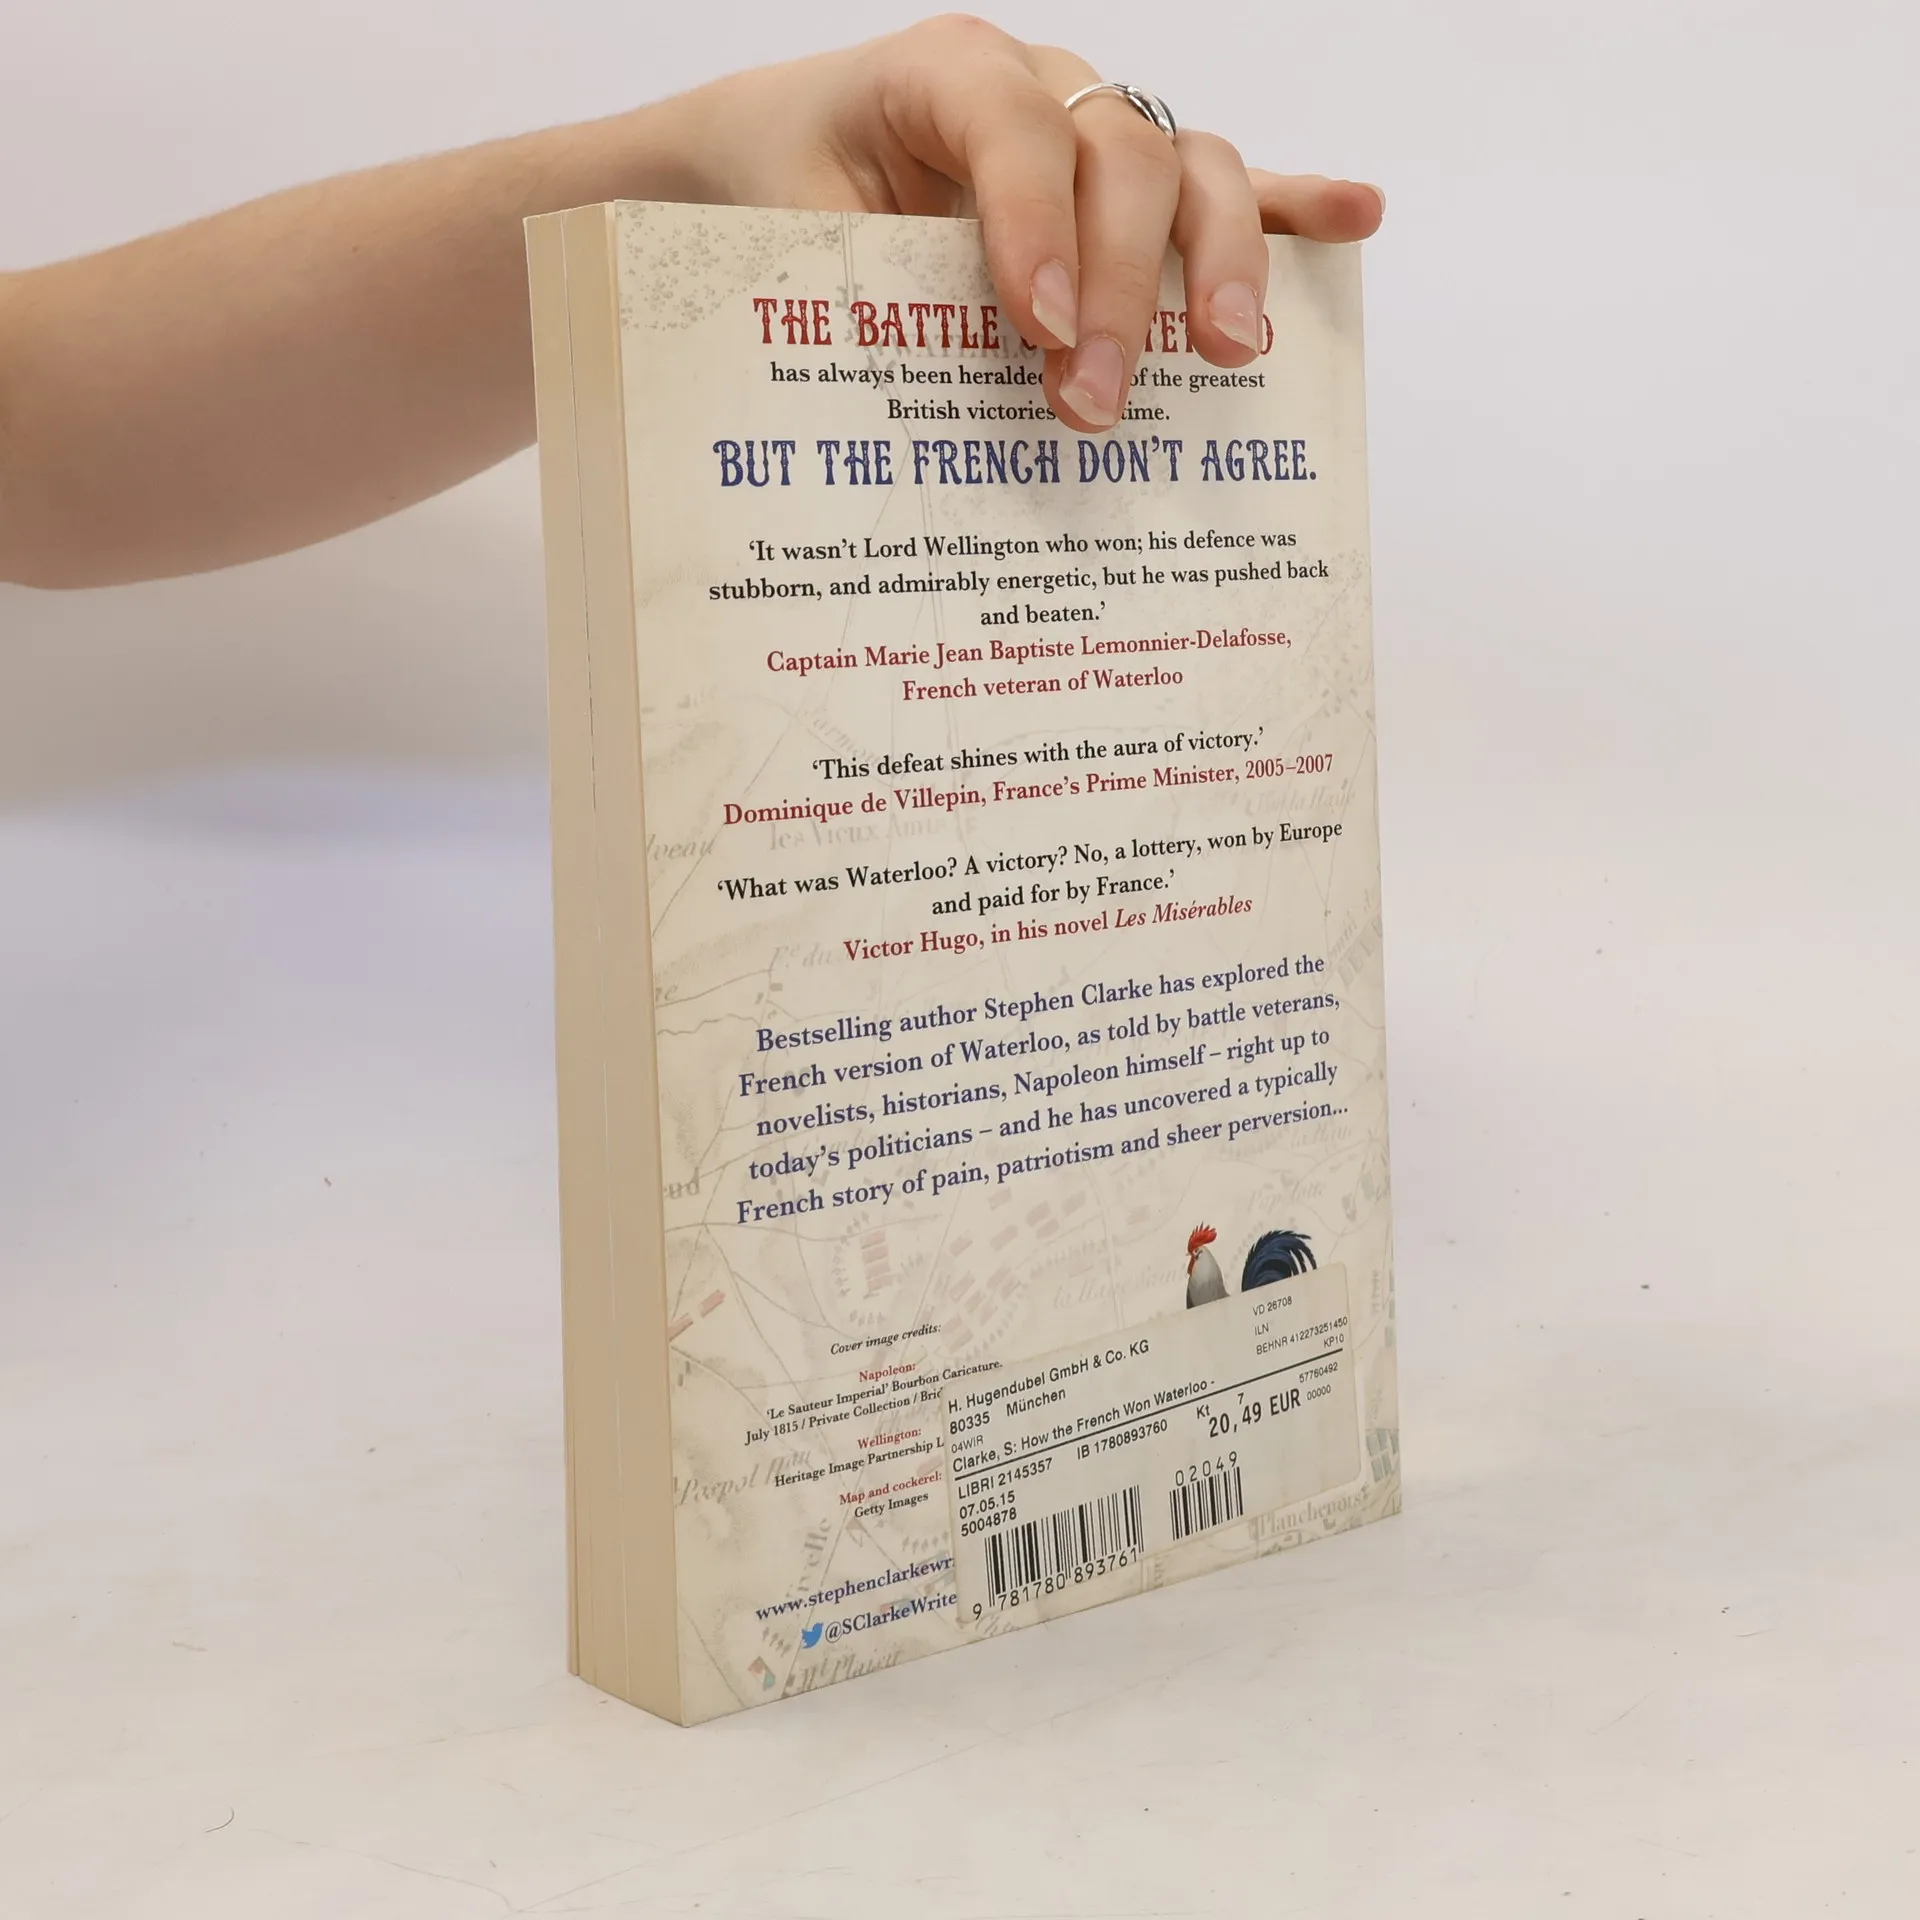 THE BATTLE
has always been heralded of the greatest
British victories time.
BUT THE FRENCH DON'T AGREE.
‘It wasn’t Lord Wellington who won; his defence was
stubborn, and admirably energetic, but he was pushed back
and beaten.’
Captain Marie Jean Baptiste Lemonnier-Delafosse,
French veteran of Waterloo
‘This defeat shines with the aura of victory.’
Dominique de Villepin, France’s Prime Minister, 2005–2007
‘What was Waterloo? A victory? No, a lottery, won by Europe
and paid for by France.’
Victor Hugo, in his novel Les Misérables
Bestselling author Stephen Clarke has explored the
French version of Waterloo, as told by battle veterans,
novelists, historians, Napoleon himself – right up to
today’s politicians – and he has uncovered a typically
French story of pain, patriotism and sheer perversion...
Cover image credits:
Napoleon:
‘Le Sauteur Imperial’ Bourbon Caricature.
July 1815 / Private Collection /
Wellington:
Heritage Image Partnership
Map and cockerel:
Getty Images
www.stephenclarkewr
@SClarkeWrite
VD 26708
ILN
BEHNR 412273251450
KP10
H. Hugendubel GmbH & Co. KG
80335 München
04WIR
57760492
Clarke, S: How the French Won Waterloo -
Kt 7
00000
LIBRI 2145357 IB 1780893760 20,49 EUR
07.05.15
5004878
02049
9 781780 893761
Planchenois